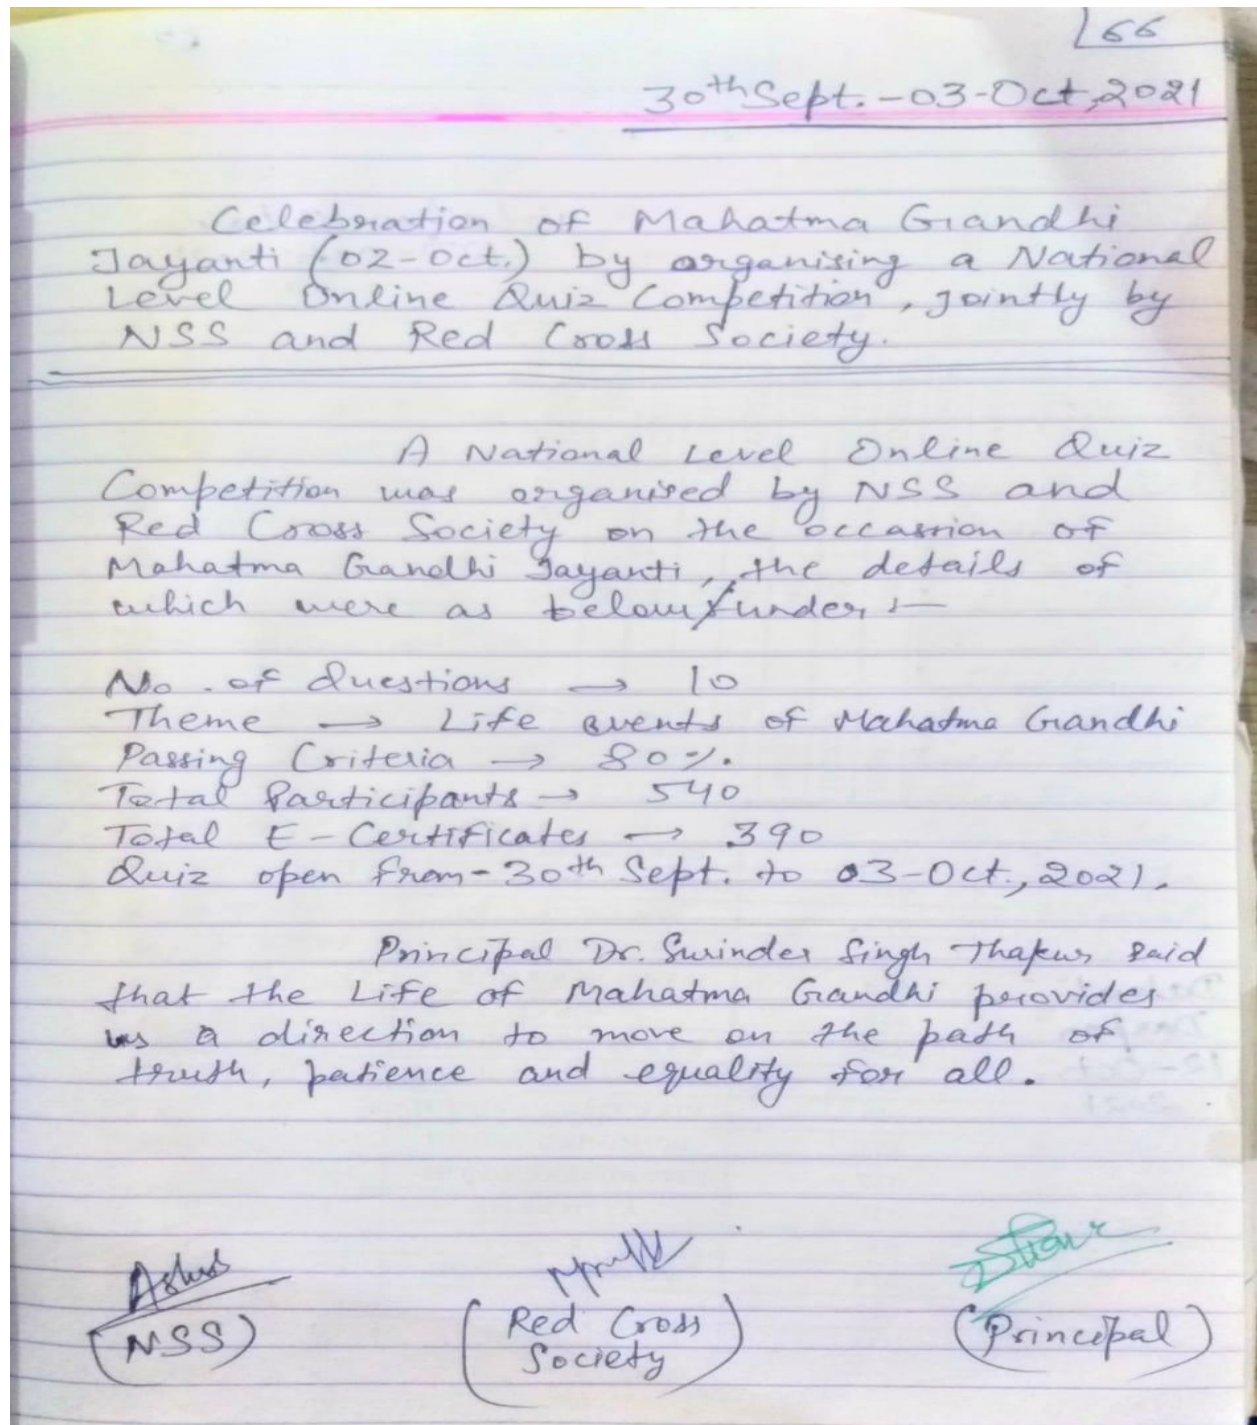 66
30th Sept. - 03-Oct, 2021
Celebration of Mahatma Gandhi
Jayanti (02-Oct.) by organising a National
Level Online Quiz Competition, jointly by
NSS and Red Cross Society.
A National Level Online Quiz
Competition was organised by NSS and
Red Cross Society on the occassion of
Mahatma Gandhi Jayanti, the details of
which were as below/under :-
No. of Questions → 10
Theme → Life events of Mahatma Gandhi
Passing Criteria → 80%.
Total Participants → 540
Total E-Certificates → 390
Quiz open from - 30th Sept. to 03-Oct., 2021.
Principal Dr. Surinder Singh Thakur said
that the Life of Mahatma Gandhi provides
us a direction to move on the path of
truth, patience and equality for all.
(NSS)
(Red Cross
Society)
(Principal)